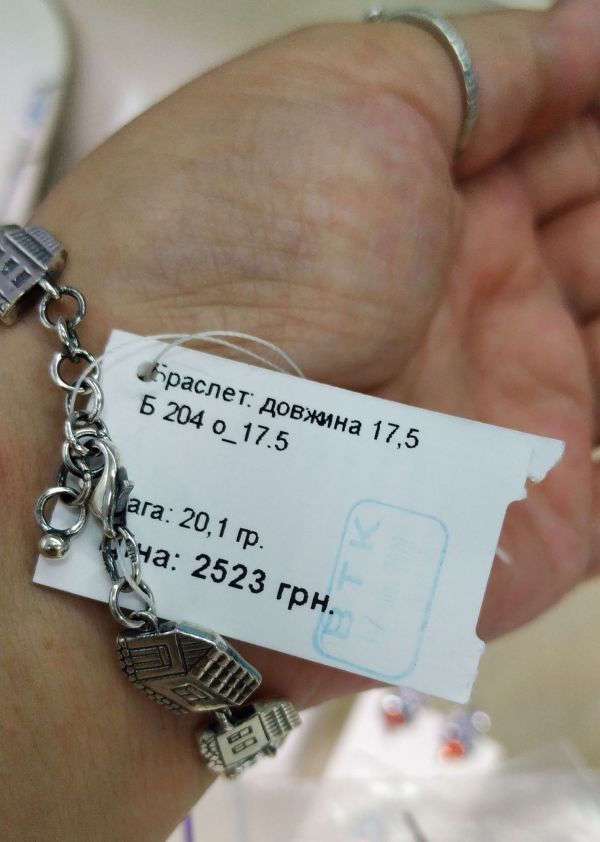 Браслет: довжина 17,5
Б 204 о_17.5
ага: 20,1 гр.
на: 2523 грн.
ВТК